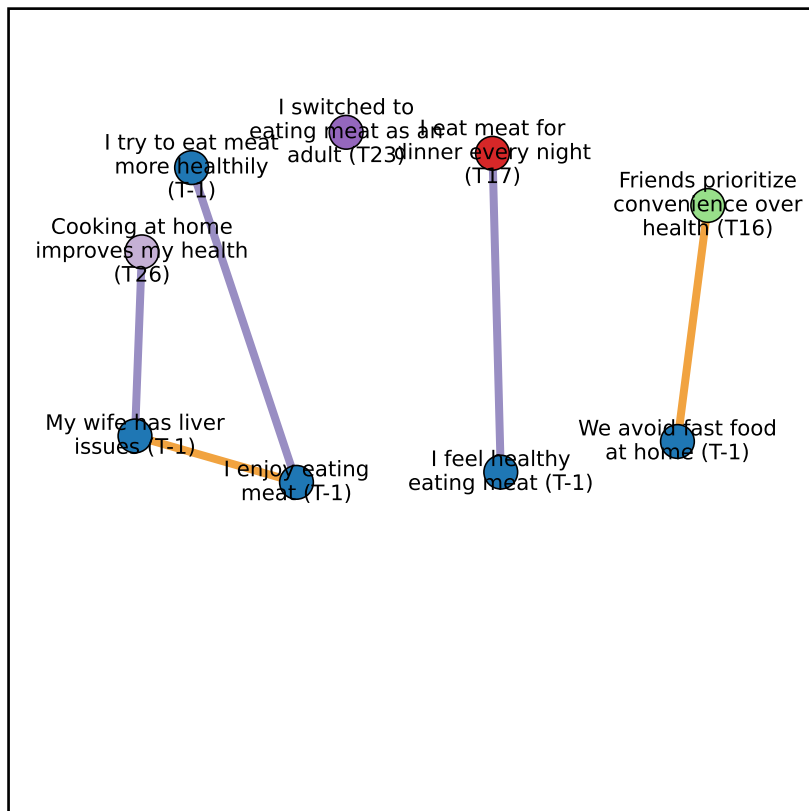 I switched to
eating meat as an
adult (T23)
I eat meat for
dinner every night
(T17)
I try to eat meat
more healthily
(T-1)
Friends prioritize
convenience over
health (T16)
Cooking at home
improves my health
(T26)
My wife has liver
issues (T-1)
I enjoy eating
meat (T-1)
I feel healthy
eating meat (T-1)
We avoid fast food
at home (T-1)